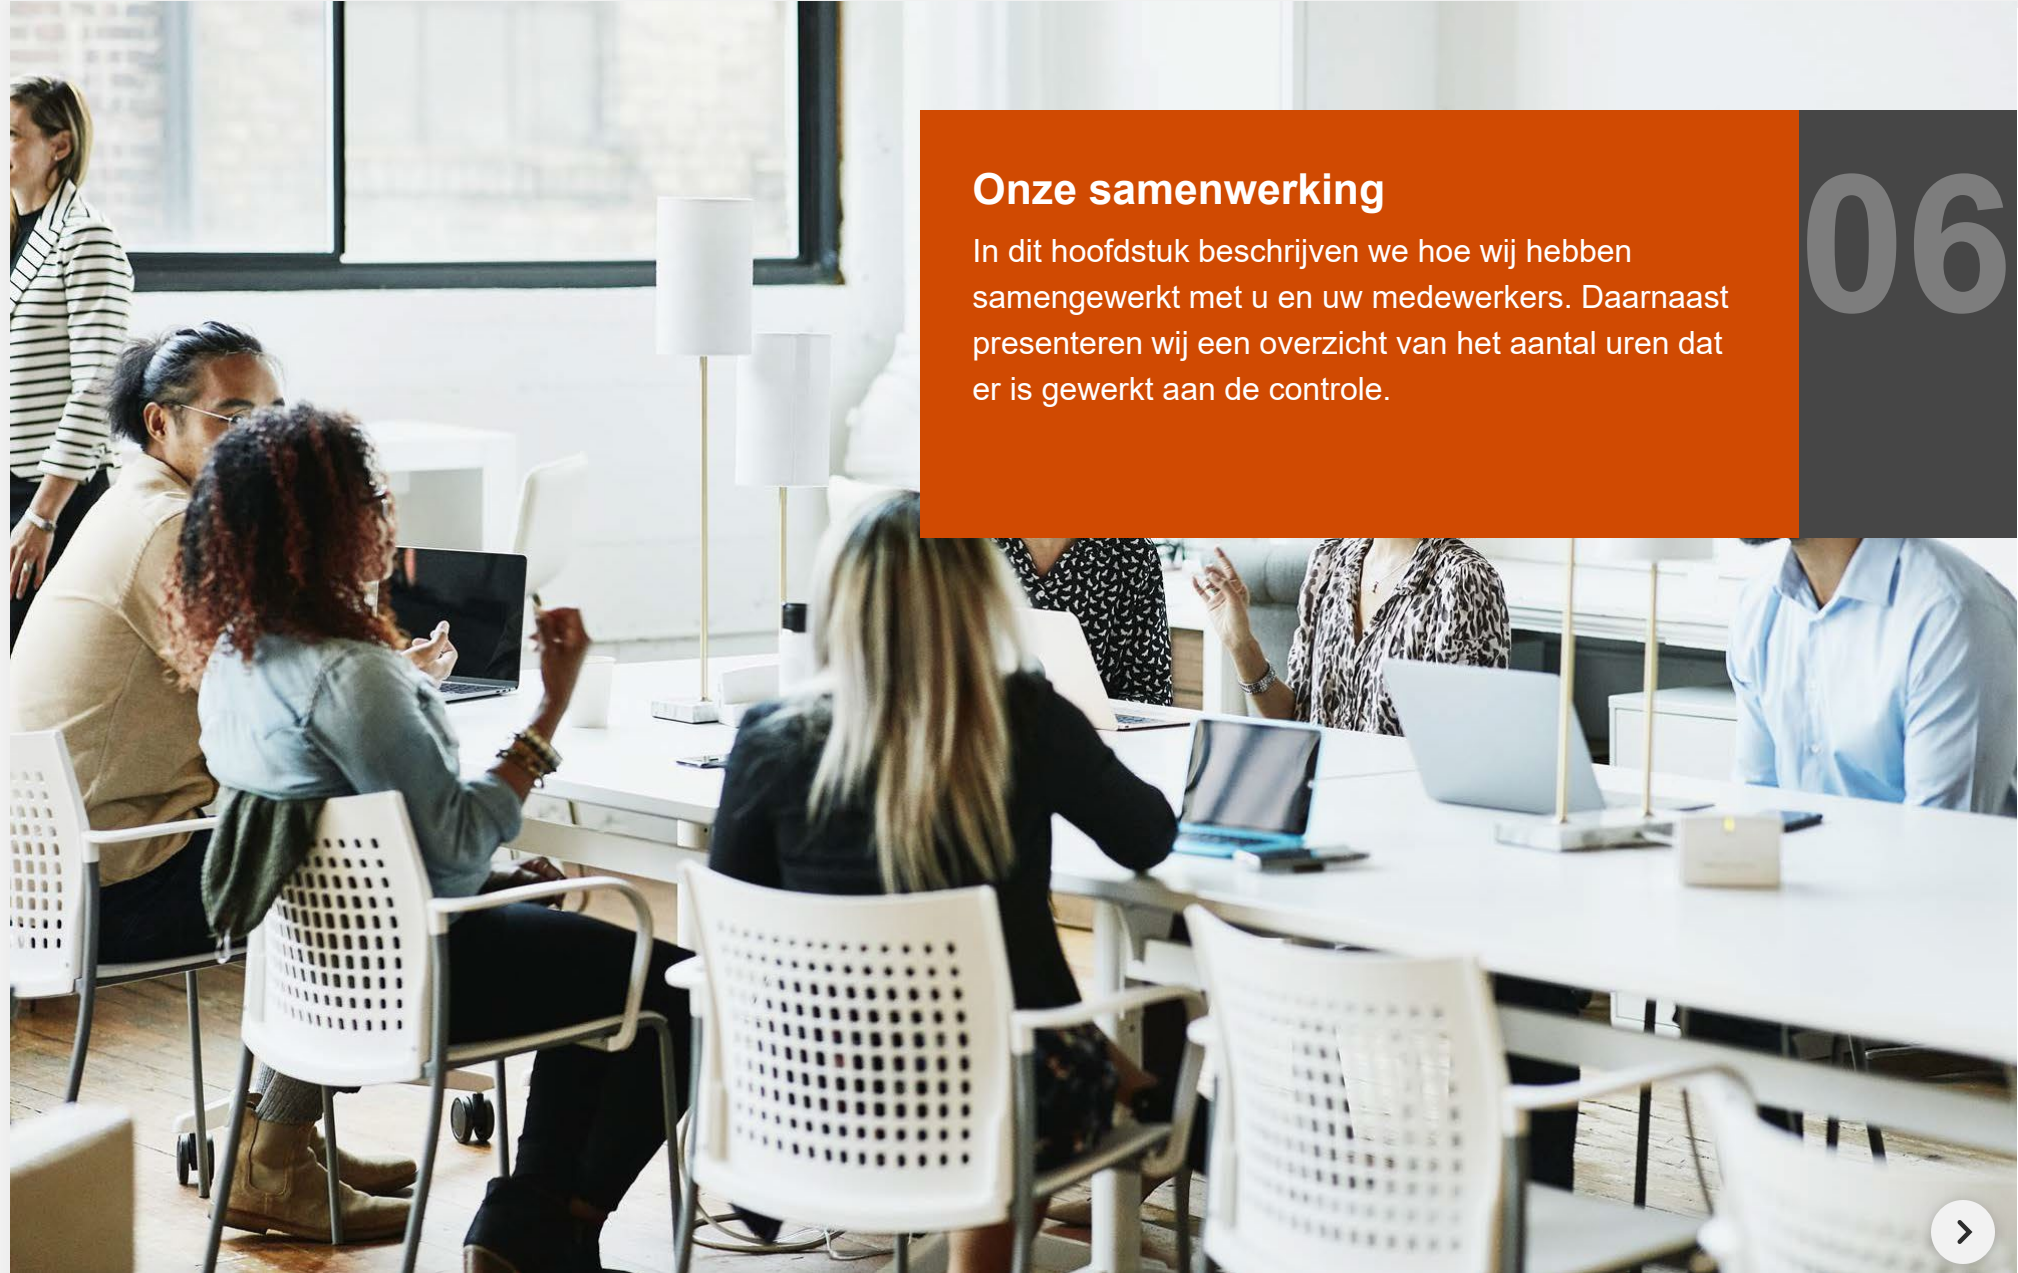 Onze samenwerking
06
In dit hoofdstuk beschrijven we hoe wij hebben
samengewerkt met u en uw medewerkers. Daarnaast
presenteren wij een overzicht van het aantal uren dat
er is gewerkt aan de controle.